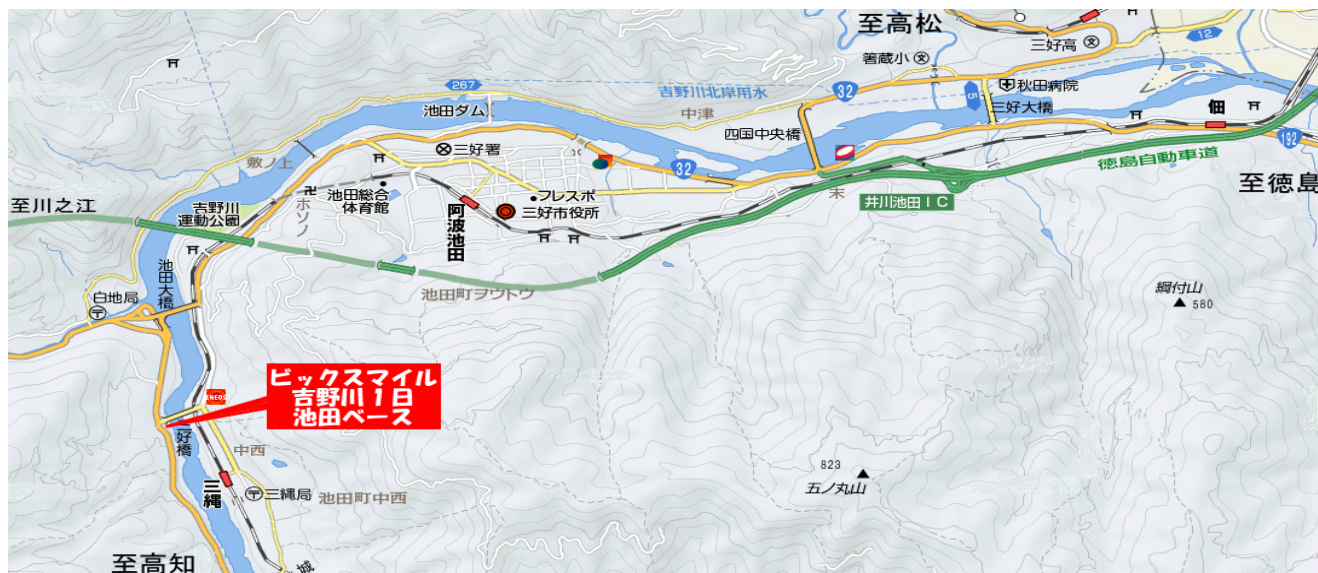 至高松
三好高
12
箸蔵小
267
吉野川北岸用水
32
5
秋田病院
中津
池田ダム
三好大橋
佃
四国中央橋
192
三好署
敷ノ上
32
徳島自動車道
至徳島
池田総合
体育館
フレスポ
末
井川池田IC
至川之江
吉野川
運動公園
ホソノ
三好市役所
阿波池田
池田大橋
池田町ヲウトウ
綱付山
580
白地局
ビックスマイル
吉野川1日
池田ベース
ENEOS
三好橋
中西
823
五ノ丸山
三縄
三縄局
池田町中西
至高知
城